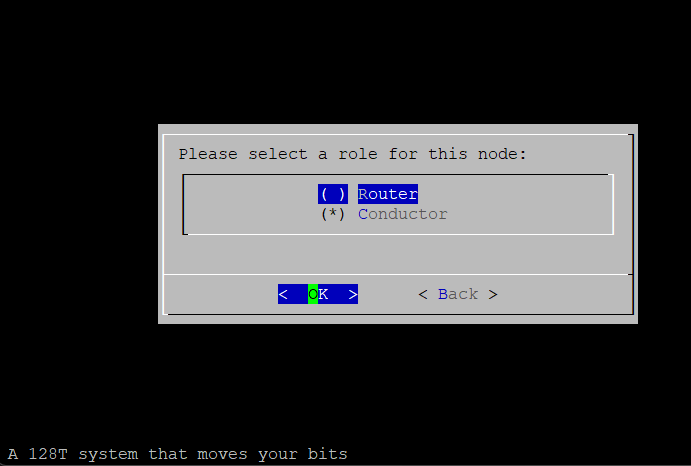 Please select a role for this node:
( ) Router
(*) Conductor
< OK > < Back >
A 128T system that moves your bits